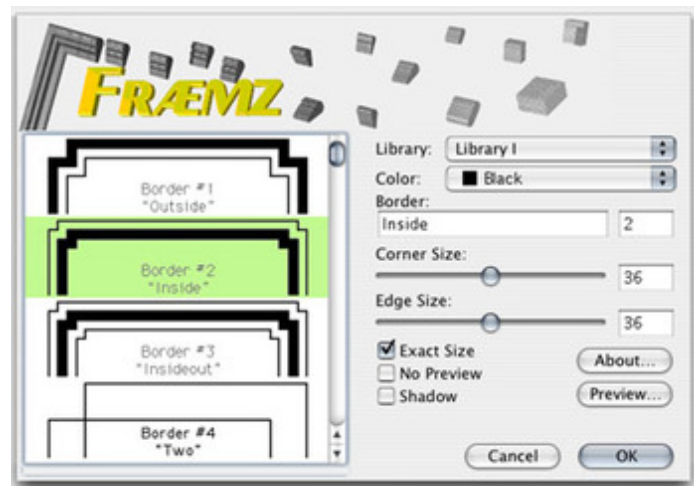 FRÆMZ
Border #1
"Outside"
Border #2
"Inside"
Border #3
"Insideout"
Border #4
"Two"
Library: Library I
Color: Black
Border:
Inside 2
Corner Size:
36
Edge Size:
36
Exact Size
No Preview
Shadow
About...
Preview...
Cancel OK